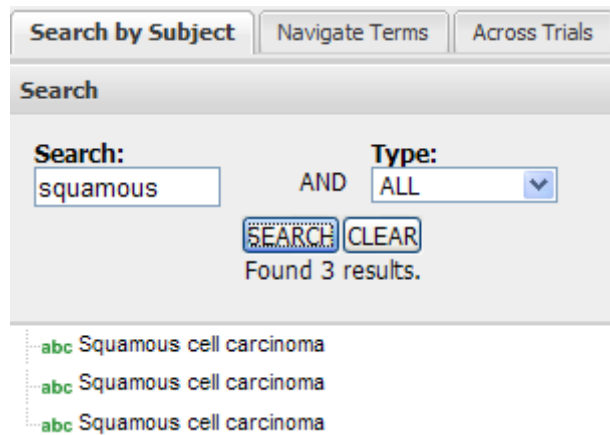 Search by Subject Navigate Terms Across Trials
Search
Search: Type:
squamous AND ALL
SEARCH CLEAR
Found 3 results.
abc Squamous cell carcinoma
abc Squamous cell carcinoma
abc Squamous cell carcinoma